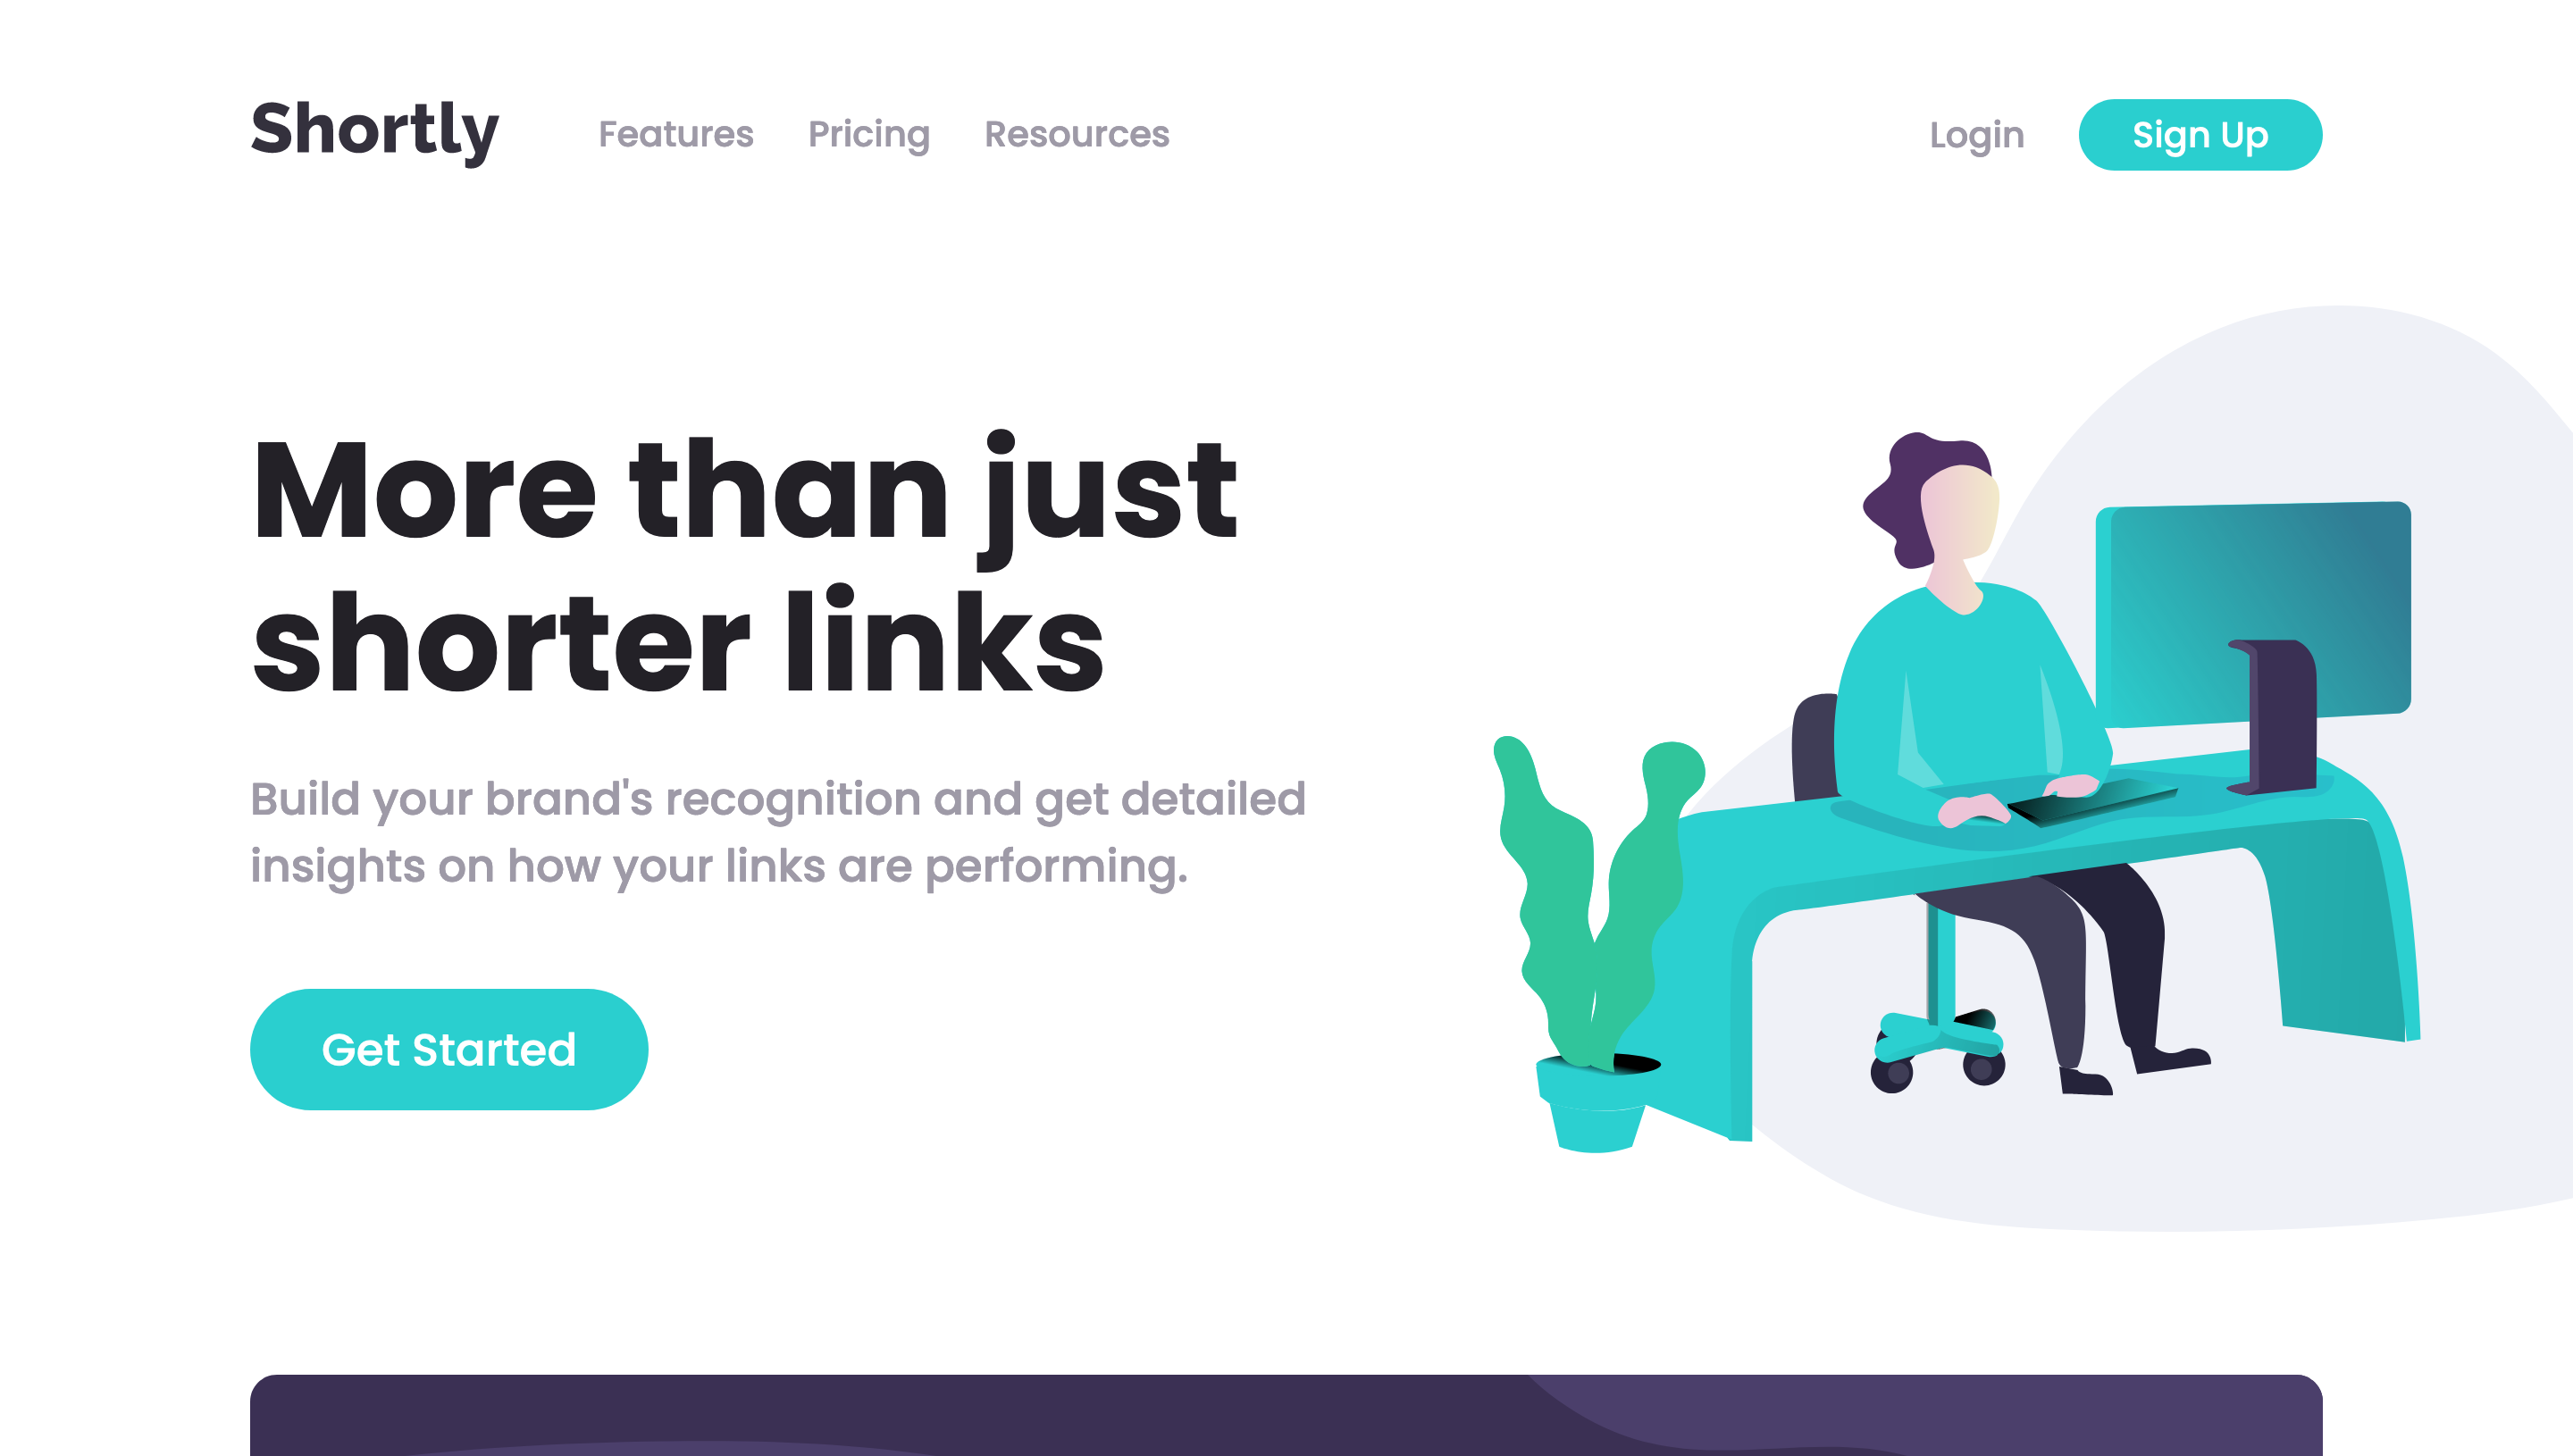 Shortly Features Pricing Resources Login Sign Up
More than just
shorter links
Build your brand's recognition and get detailed
insights on how your links are performing.
Get Started